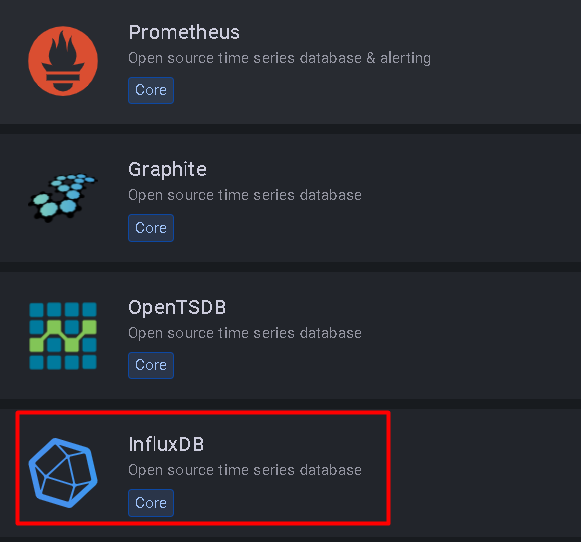 Prometheus
Open source time series database & alerting
Core
Graphite
Open source time series database
Core
OpenTSDB
Open source time series database
Core
InfluxDB
Open source time series database
Core